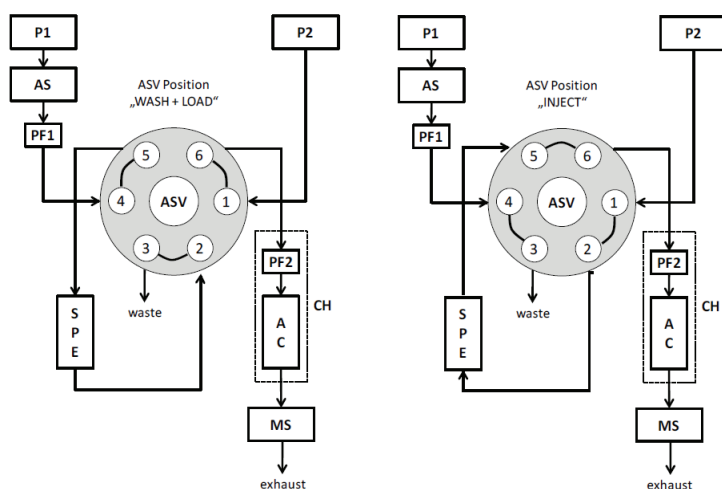 P1
P2
AS
ASV Position
„WASH + LOAD“
PF1
5
6
4
ASV
1
3
2
PF2
waste
S
P
E
A
C
CH
MS
exhaust
P1
P2
AS
ASV Position
„INJECT“
PF1
5
6
4
ASV
1
3
2
PF2
waste
S
P
E
A
C
CH
MS
exhaust